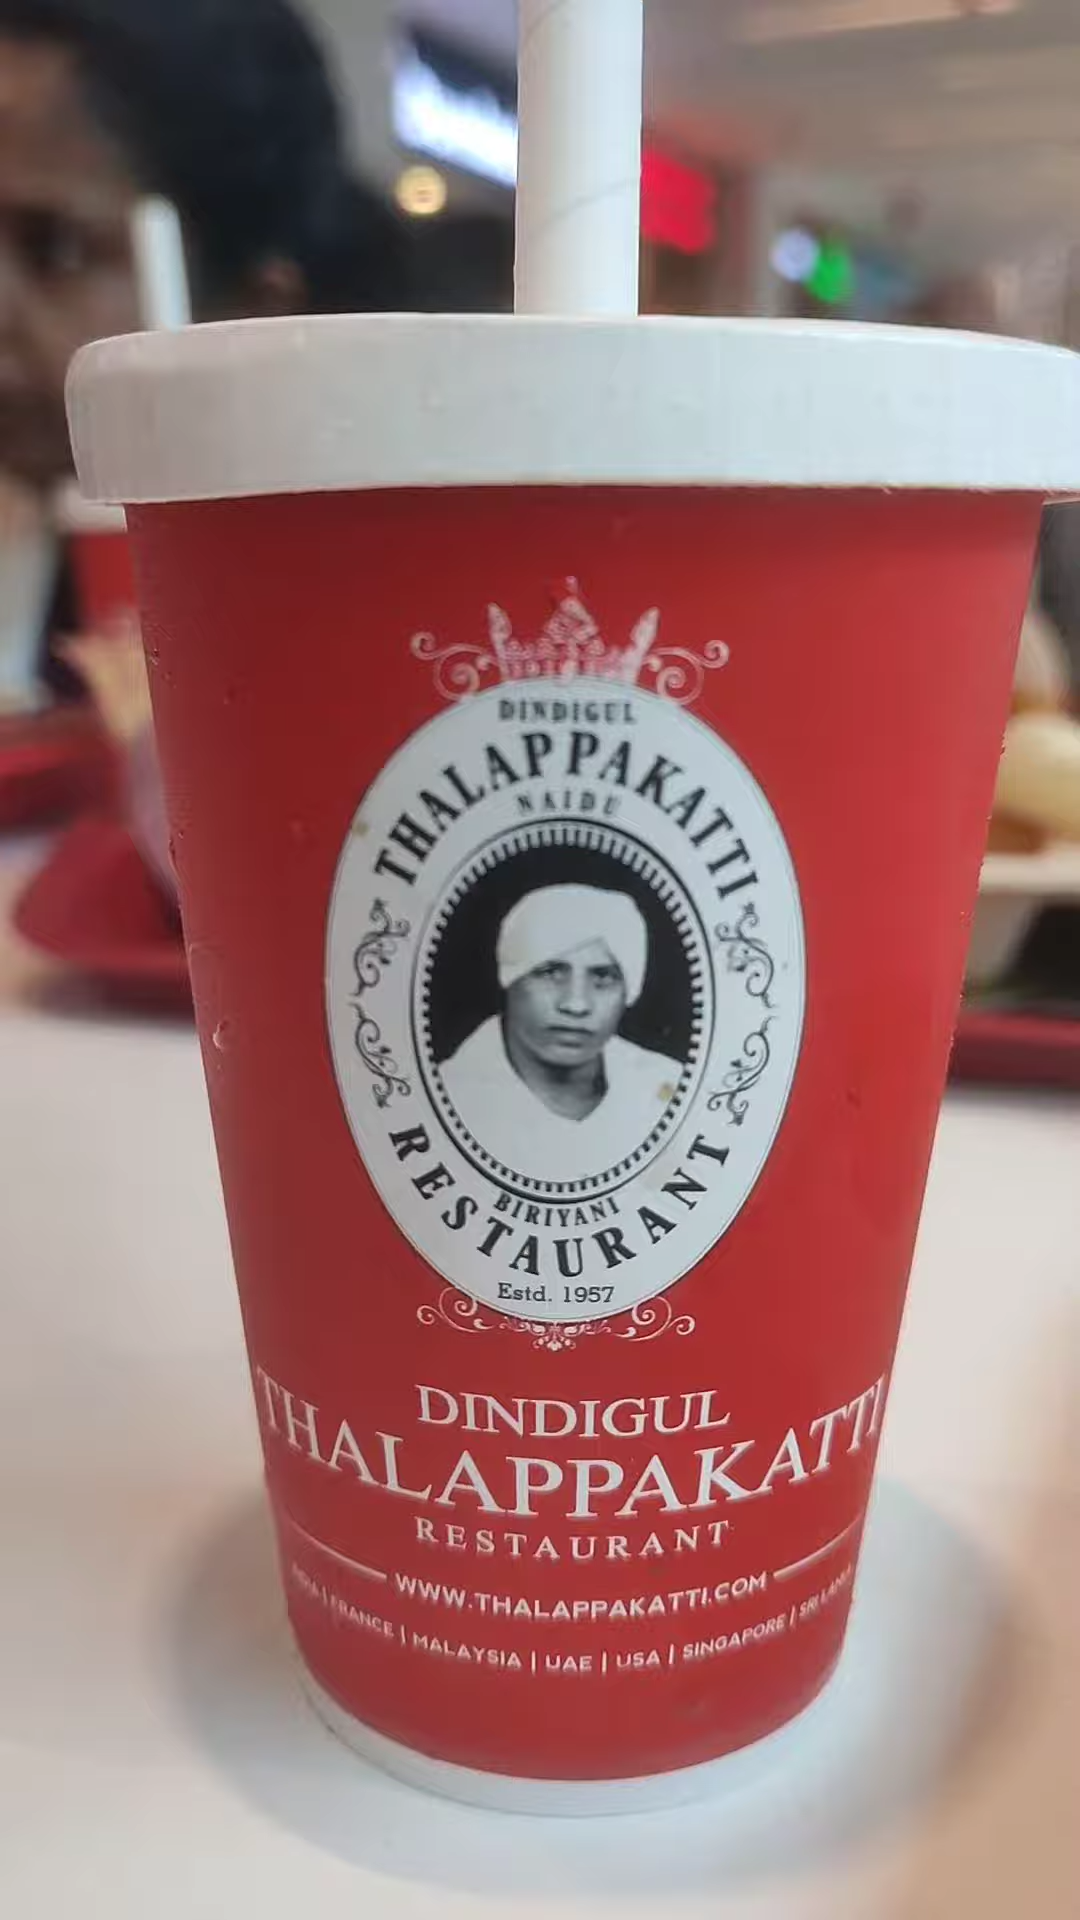 DINDIGUL
THALAPPAKATTI
NAIDU
BIRIYANI
RESTAURANT
Estd. 1957
DINDIGUL
THALAPPAKATTI
RESTAURANT
WWW.THALAPPAKATTI.COM
INDIA | FRANCE | MALAYSIA | UAE | USA | SINGAPORE | SRI LANKA